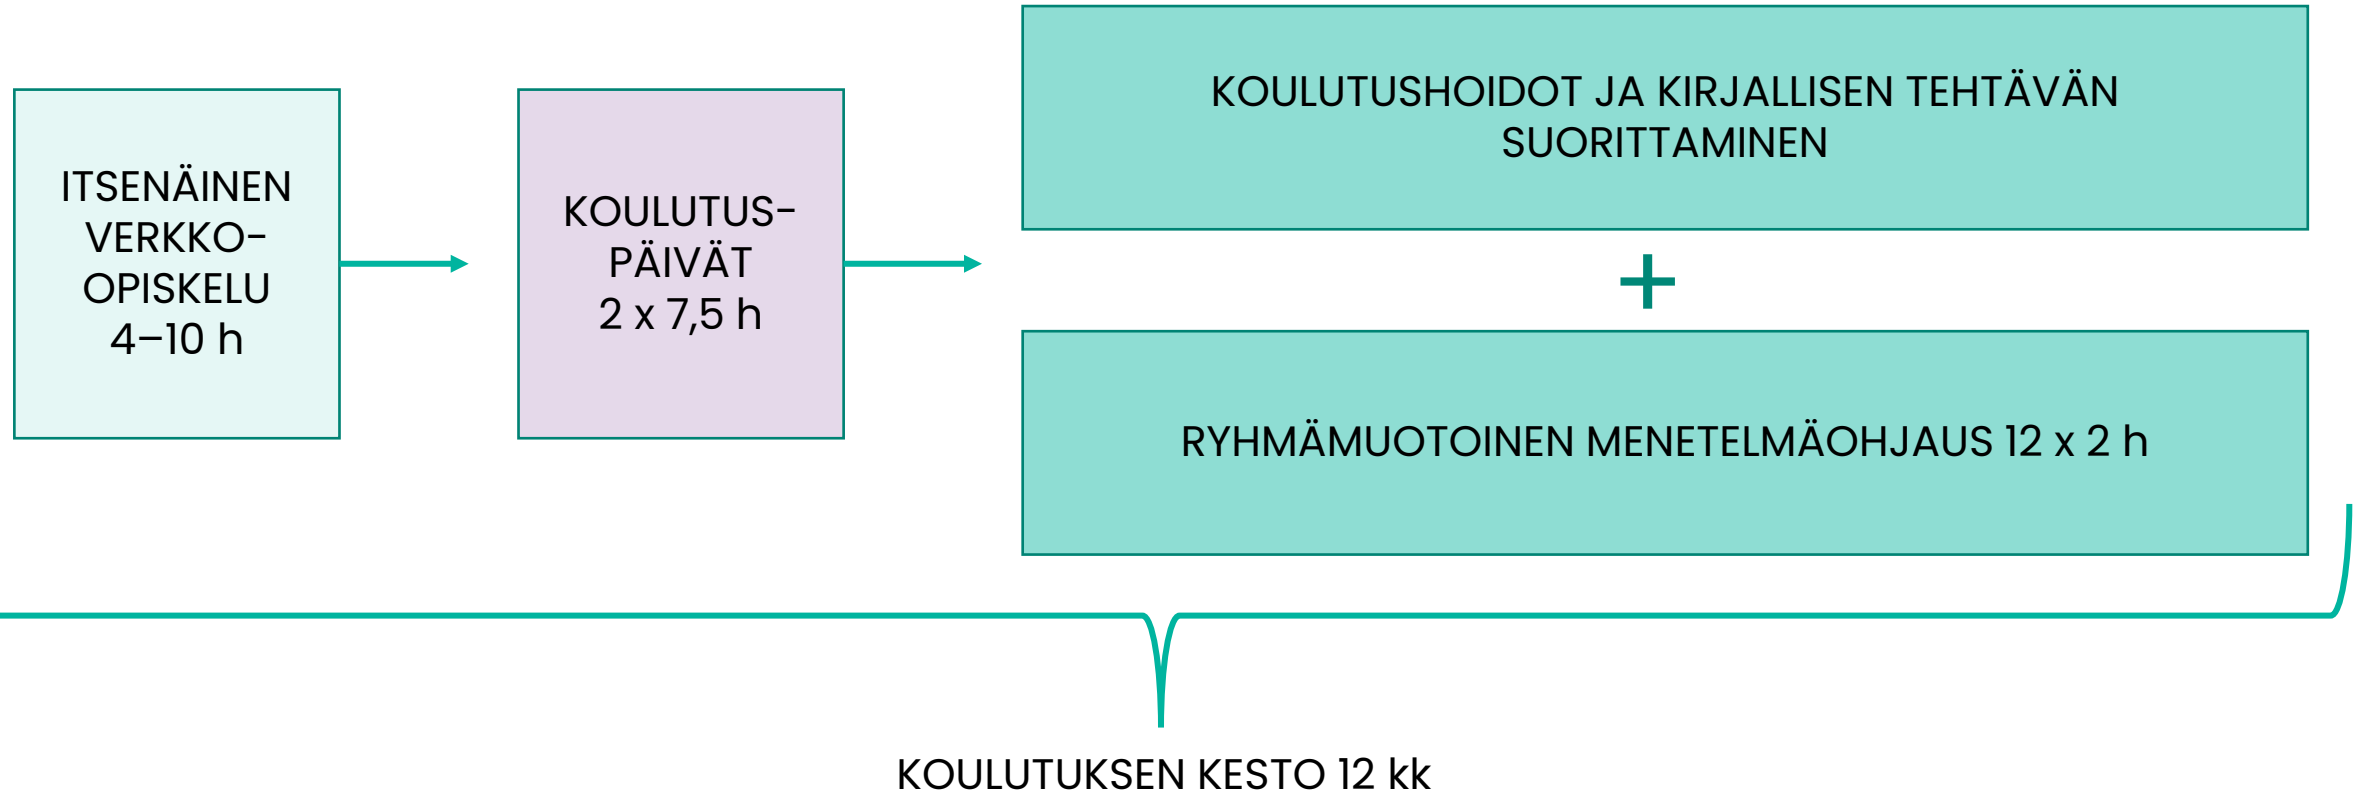 ITSENÄINEN
VERKKO-
OPISKELU
4–10 h
KOULUTUS-
PÄIVÄT
2 x 7,5 h
KOULUTUSHOIDOT JA KIRJALLISEN TEHTÄVÄN
SUORITTAMINEN
+
RYHMÄMUOTOINEN MENETELMÄOHJAUS 12 x 2 h
KOULUTUKSEN KESTO 12 kk